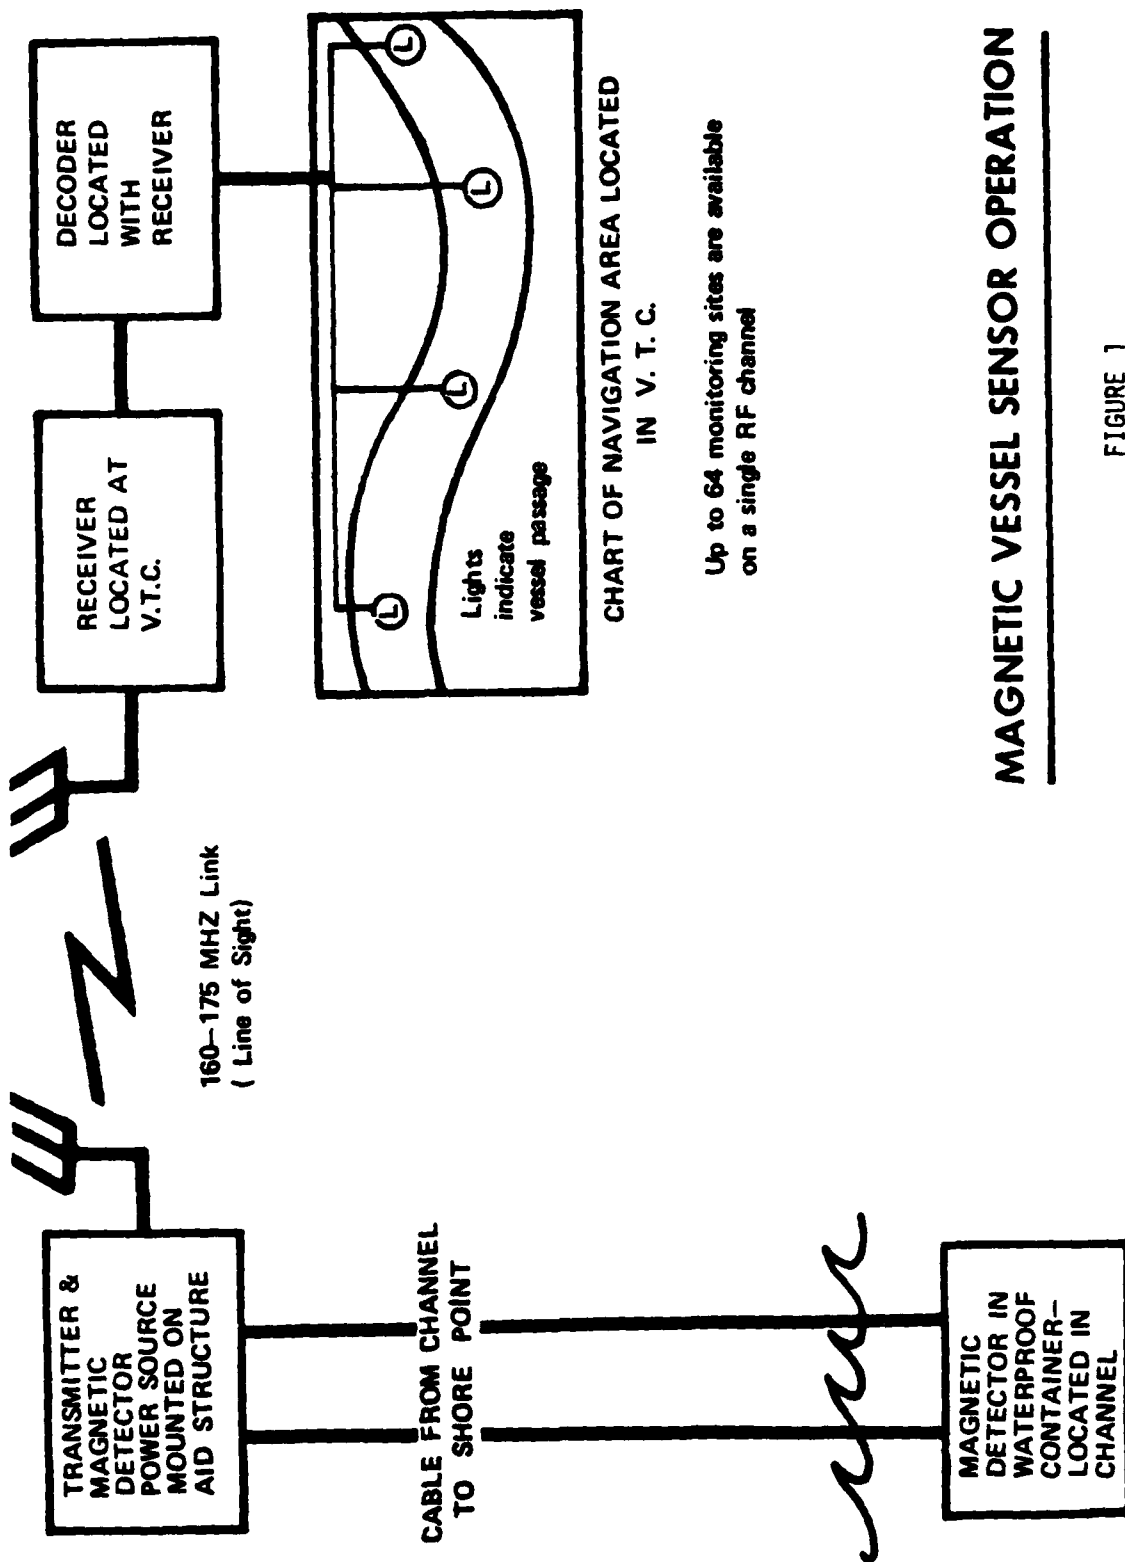 TRANSMITTER &
MAGNETIC
DETECTOR
POWER SOURCE
MOUNTED ON
AID STRUCTURE
160-175 MHZ Link
( Line of Sight)
RECEIVER
LOCATED AT
V.T.C.
DECODER
LOCATED
WITH
RECEIVER
CABLE FROM CHANNEL
TO SHORE POINT
L
L
L
L
Lights
indicate
vessel passage
CHART OF NAVIGATION AREA LOCATED
IN V. T. C.
Up to 64 monitoring sites are available
on a single RF channel
MAGNETIC
DETECTOR IN
WATERPROOF
CONTAINER-
LOCATED IN
CHANNEL
MAGNETIC VESSEL SENSOR OPERATION
FIGURE 1